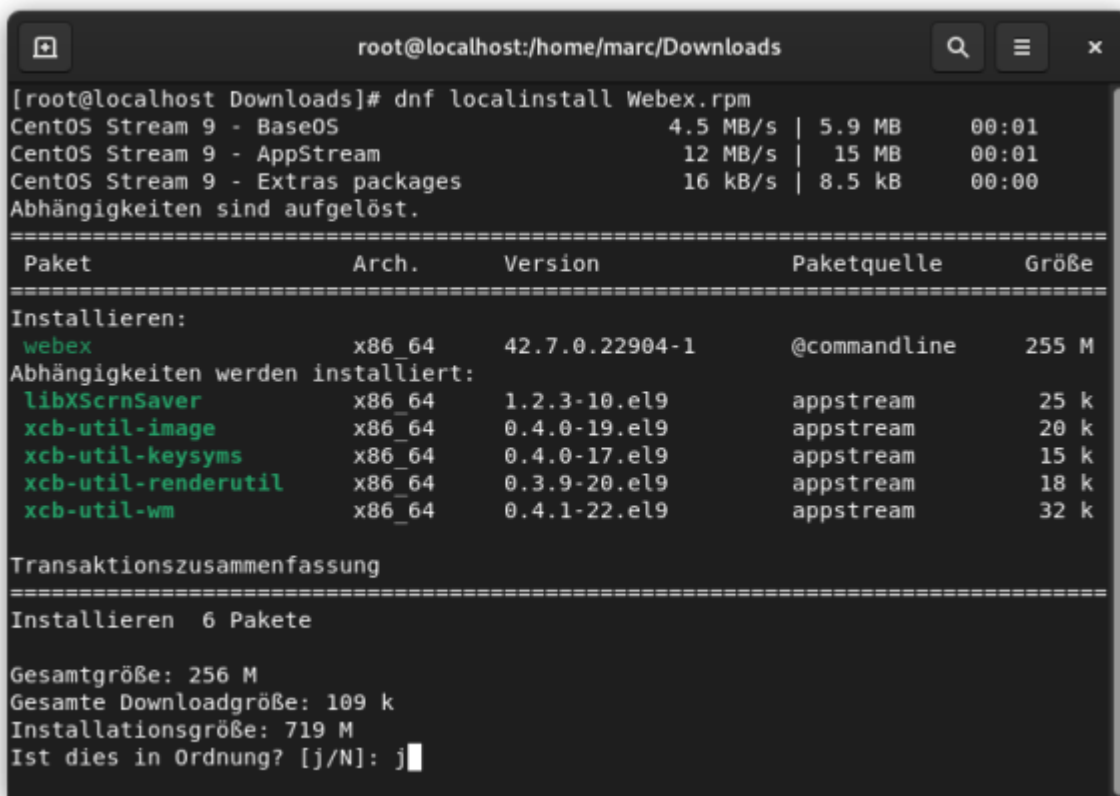 root@localhost:/home/marc/Downloads
[root@localhost Downloads]# dnf localinstall Webex.rpm
CentOS Stream 9 - BaseOS 4.5 MB/s | 5.9 MB 00:01
CentOS Stream 9 - AppStream 12 MB/s | 15 MB 00:01
CentOS Stream 9 - Extras packages 16 kB/s | 8.5 kB 00:00
Abhängigkeiten sind aufgelöst.
================================================================================
Paket Arch. Version Paketquelle Größe
================================================================================
Installieren:
webex x86_64 42.7.0.22904-1 @commandline 255 M
Abhängigkeiten werden installiert:
libXScrnSaver x86_64 1.2.3-10.el9 appstream 25 k
xcb-util-image x86_64 0.4.0-19.el9 appstream 20 k
xcb-util-keysyms x86_64 0.4.0-17.el9 appstream 15 k
xcb-util-renderutil x86_64 0.3.9-20.el9 appstream 18 k
xcb-util-wm x86_64 0.4.1-22.el9 appstream 32 k
Transaktionszusammenfassung
================================================================================
Installieren 6 Pakete
Gesamtgröße: 256 M
Gesamte Downloadgröße: 109 k
Installationsgröße: 719 M
Ist dies in Ordnung? [j/N]: j